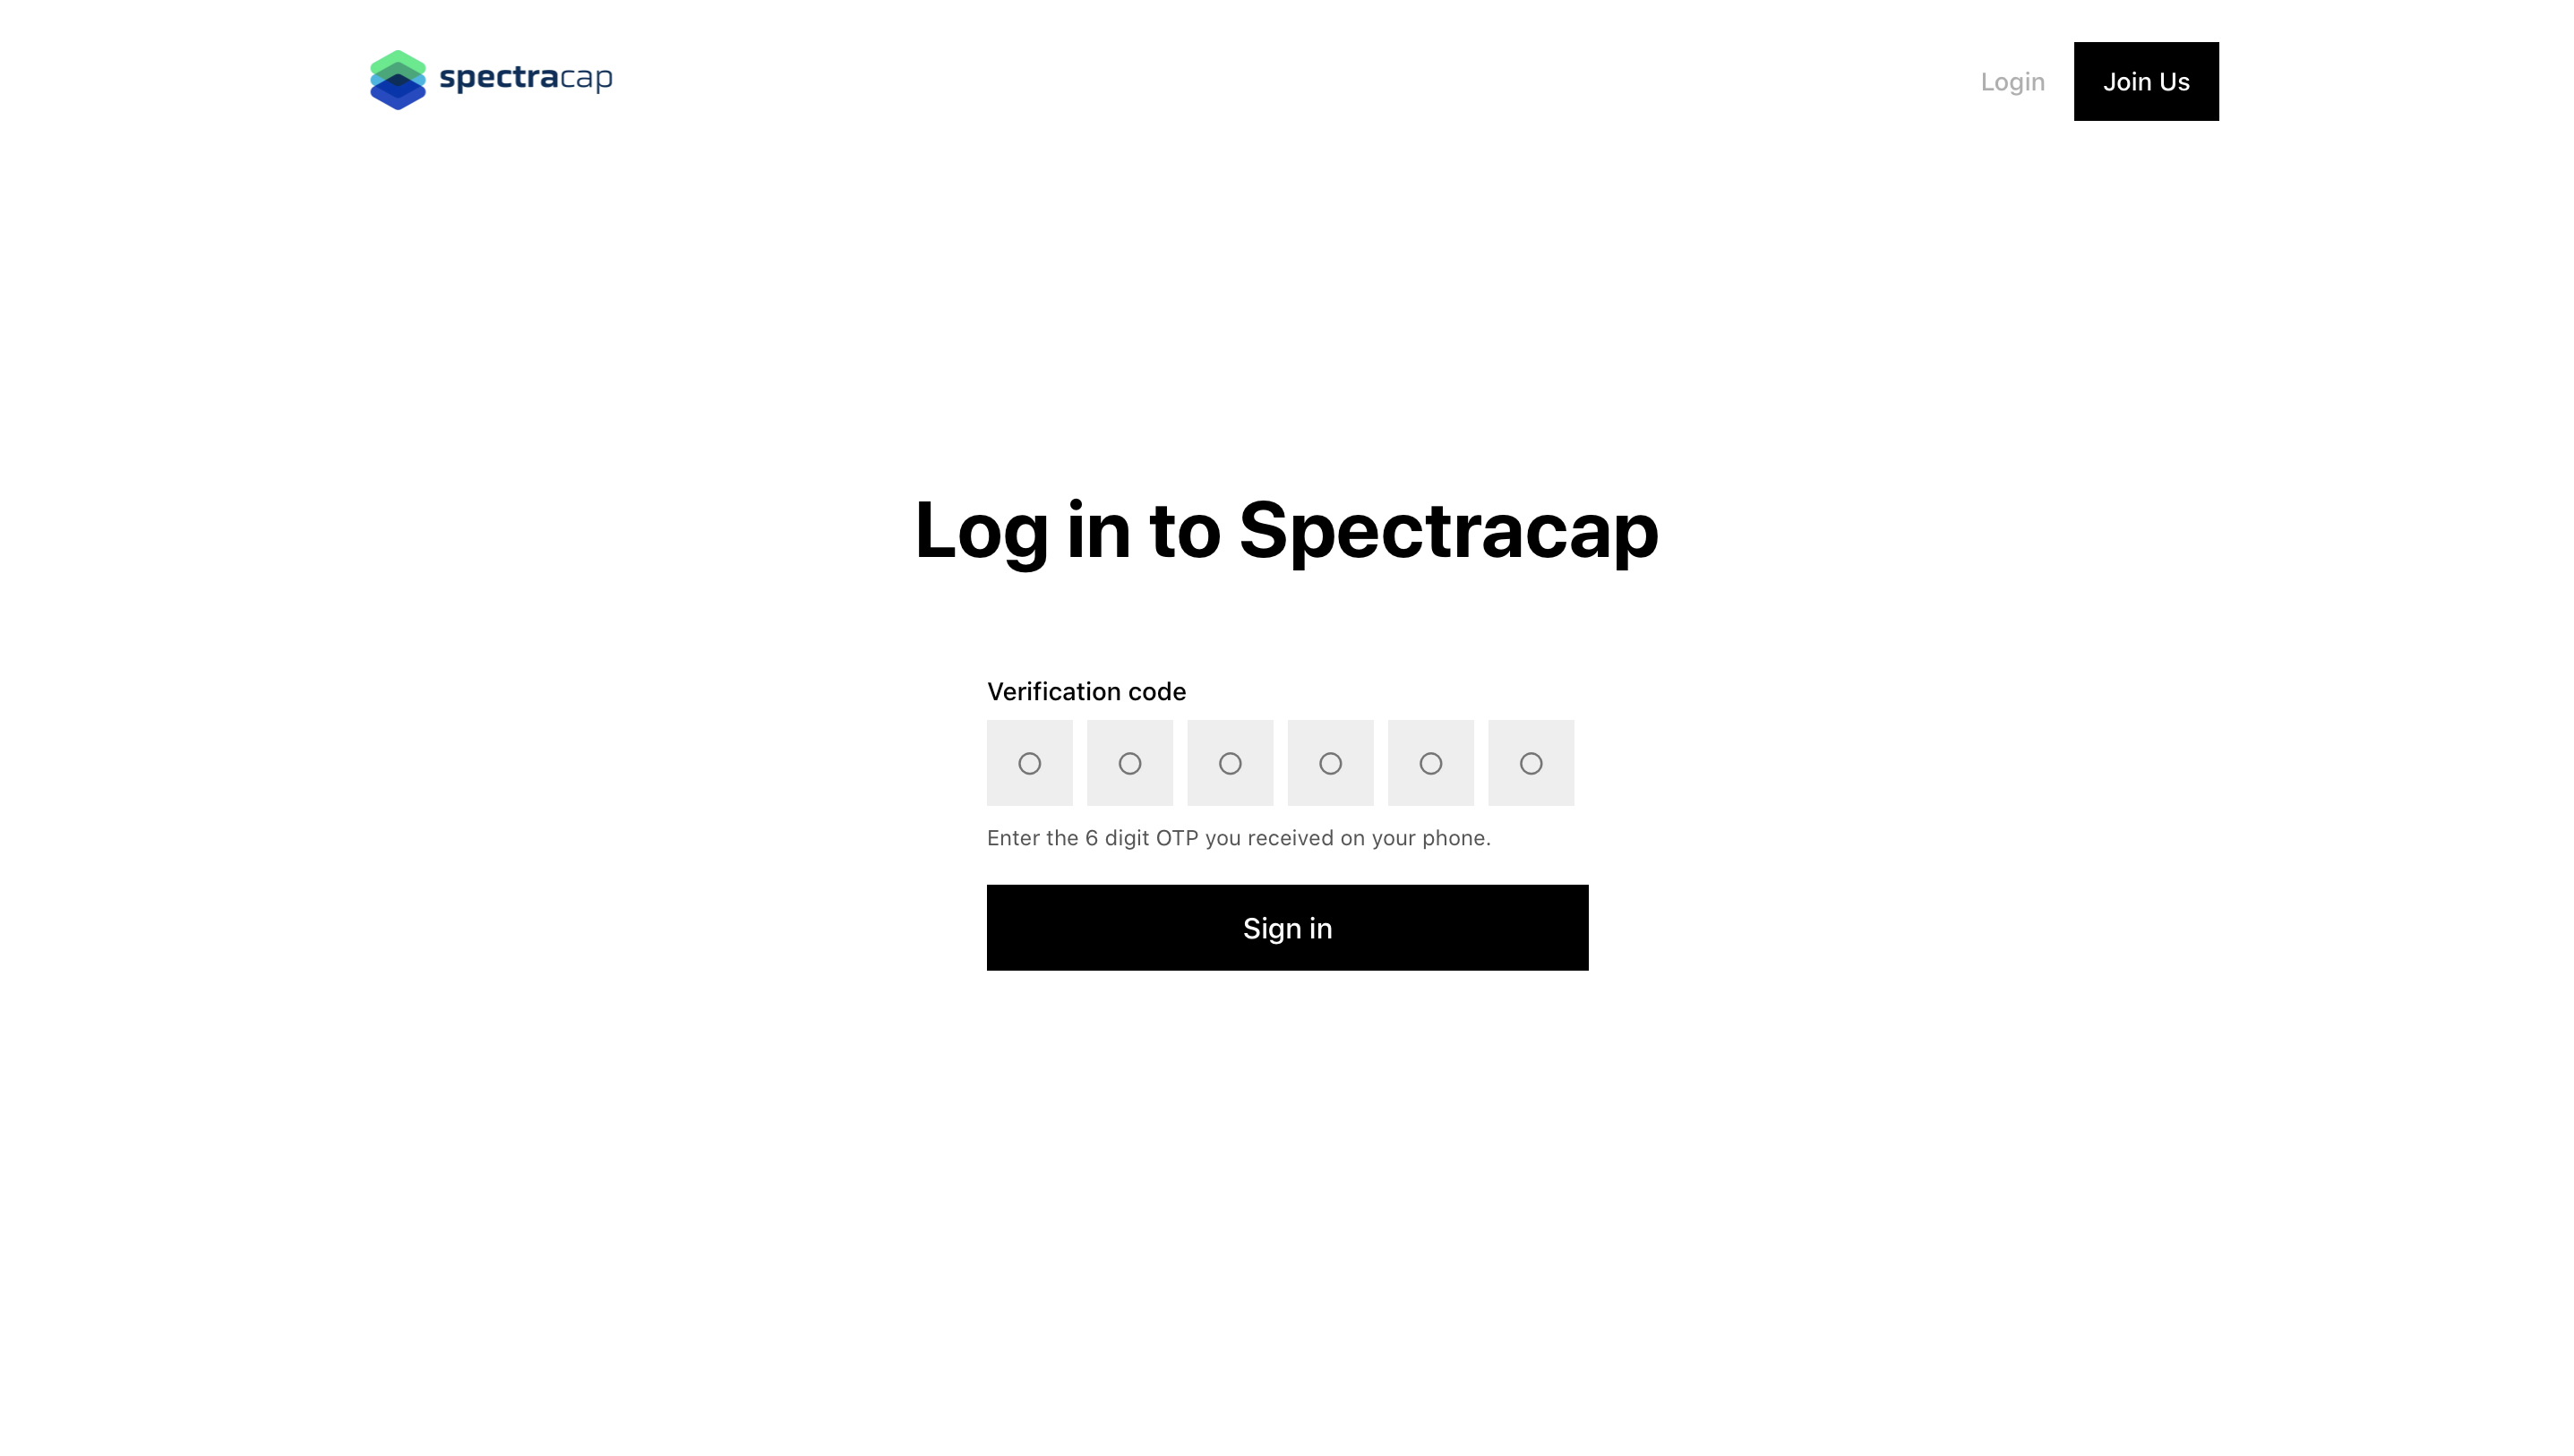 spectracap
Login
Join Us
Log in to Spectracap
Verification code
Enter the 6 digit OTP you received on your phone.
Sign in